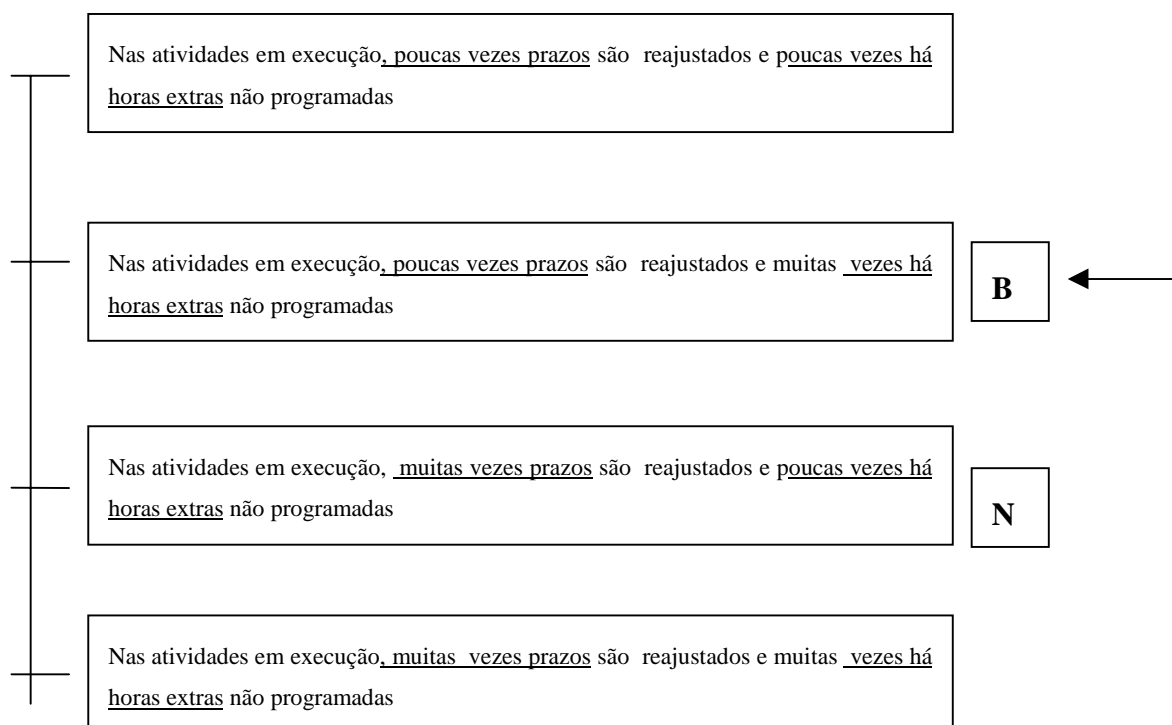 Nas atividades em execução, poucas vezes prazos são reajustados e poucas vezes há
horas extras não programadas
Nas atividades em execução, poucas vezes prazos são reajustados e muitas vezes há
horas extras não programadas
B
Nas atividades em execução, muitas vezes prazos são reajustados e poucas vezes há
horas extras não programadas
N
Nas atividades em execução, muitas vezes prazos são reajustados e muitas vezes há
horas extras não programadas